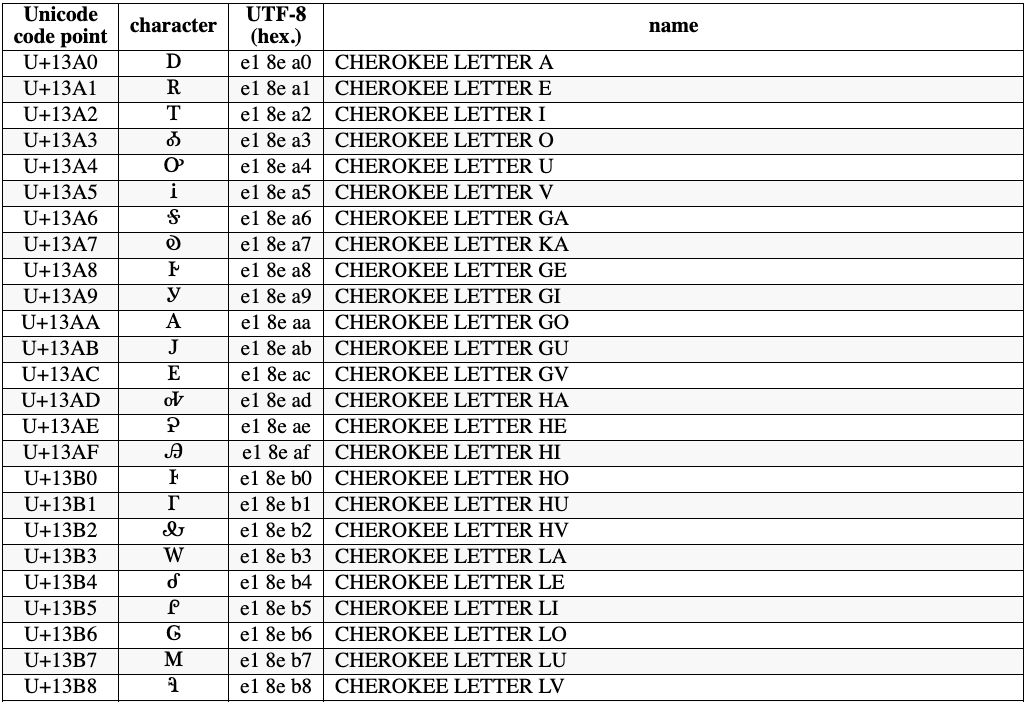 Unicode code point character UTF-8 (hex.) name
U+13A0 Ꭰ e1 8e a0 CHEROKEE LETTER A
U+13A1 Ꭱ e1 8e a1 CHEROKEE LETTER E
U+13A2 Ꭲ e1 8e a2 CHEROKEE LETTER I
U+13A3 Ꭳ e1 8e a3 CHEROKEE LETTER O
U+13A4 Ꭴ e1 8e a4 CHEROKEE LETTER U
U+13A5 Ꭵ e1 8e a5 CHEROKEE LETTER V
U+13A6 Ꭶ e1 8e a6 CHEROKEE LETTER GA
U+13A7 Ꭷ e1 8e a7 CHEROKEE LETTER KA
U+13A8 Ꭸ e1 8e a8 CHEROKEE LETTER GE
U+13A9 Ꭹ e1 8e a9 CHEROKEE LETTER GI
U+13AA Ꭺ e1 8e aa CHEROKEE LETTER GO
U+13AB Ꭻ e1 8e ab CHEROKEE LETTER GU
U+13AC Ꭼ e1 8e ac CHEROKEE LETTER GV
U+13AD Ꭽ e1 8e ad CHEROKEE LETTER HA
U+13AE Ꭾ e1 8e ae CHEROKEE LETTER HE
U+13AF Ꭿ e1 8e af CHEROKEE LETTER HI
U+13B0 Ꮀ e1 8e b0 CHEROKEE LETTER HO
U+13B1 Ꮁ e1 8e b1 CHEROKEE LETTER HU
U+13B2 Ꮂ e1 8e b2 CHEROKEE LETTER HV
U+13B3 Ꮃ e1 8e b3 CHEROKEE LETTER LA
U+13B4 Ꮄ e1 8e b4 CHEROKEE LETTER LE
U+13B5 Ꮅ e1 8e b5 CHEROKEE LETTER LI
U+13B6 Ꮆ e1 8e b6 CHEROKEE LETTER LO
U+13B7 Ꮇ e1 8e b7 CHEROKEE LETTER LU
U+13B8 Ꮈ e1 8e b8 CHEROKEE LETTER LV